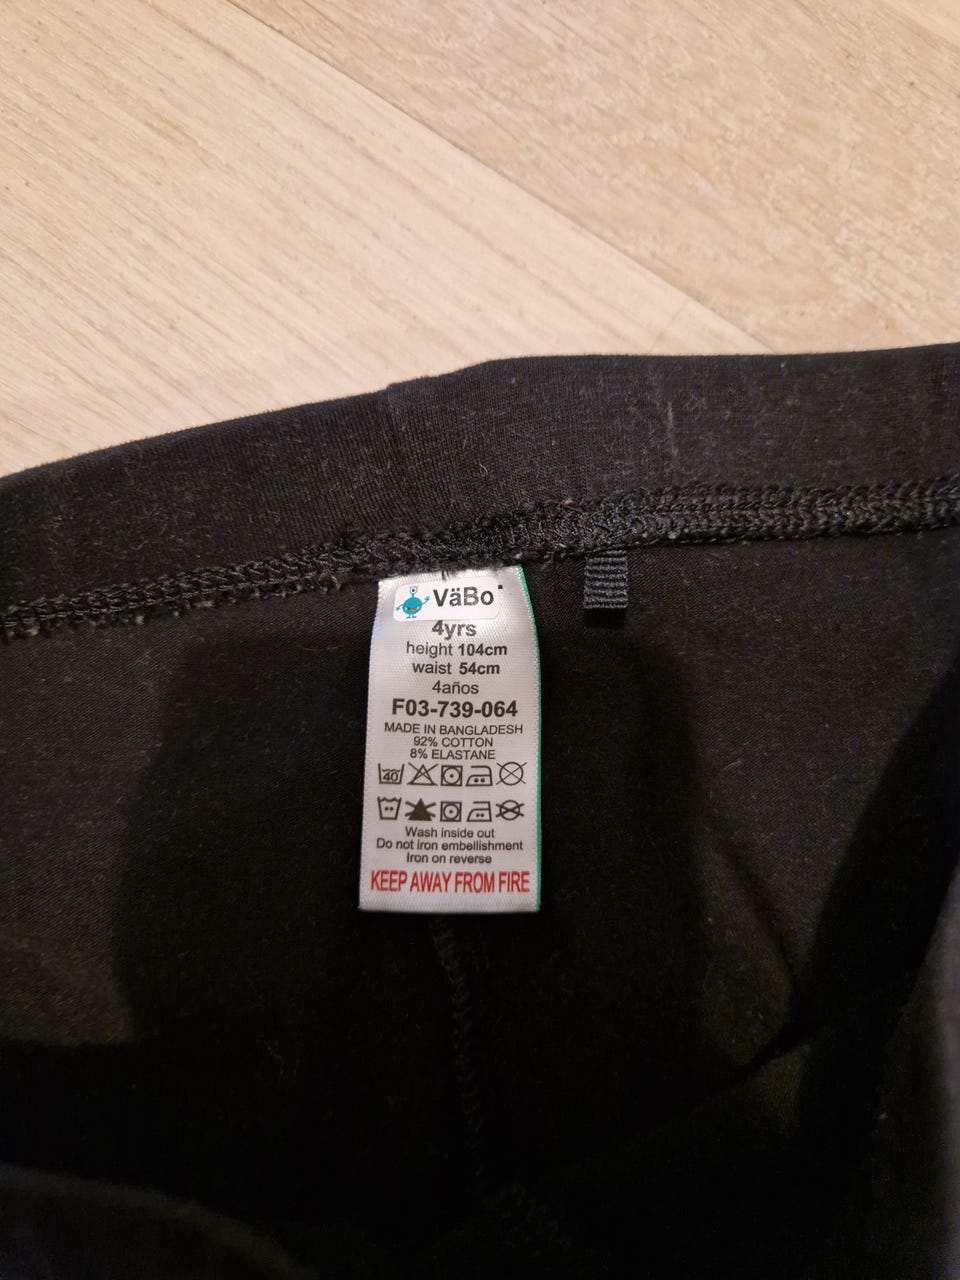 VäBo
4yrs
height 104cm
waist 54cm
4años
F03-739-064
MADE IN BANGLADESH
92% COTTON
8% ELASTANE
40
Wash inside out
Do not iron embellishment
Iron on reverse
KEEP AWAY FROM FIRE